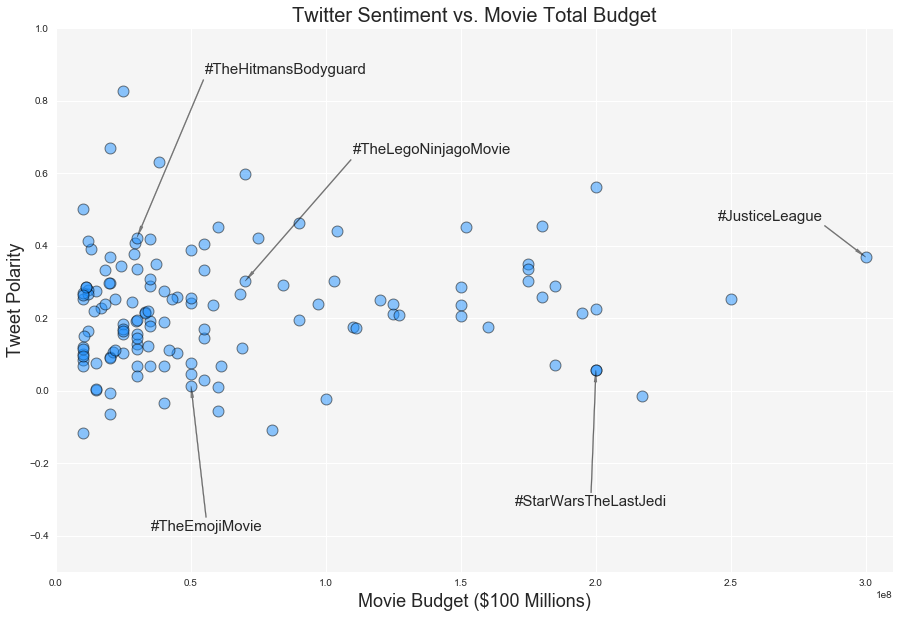 Twitter Sentiment vs. Movie Total Budget
1.0
#TheHitmansBodyguard
0.8
#TheLegoNinjagoMovie
0.6
#JusticeLeague
0.4
Tweet Polarity
0.2
0.0
−0.2
#StarWarsTheLastJedi
#TheEmojiMovie
−0.4
0.0 0.5 1.0 1.5 2.0 2.5 3.0
1e8
Movie Budget ($100 Millions)